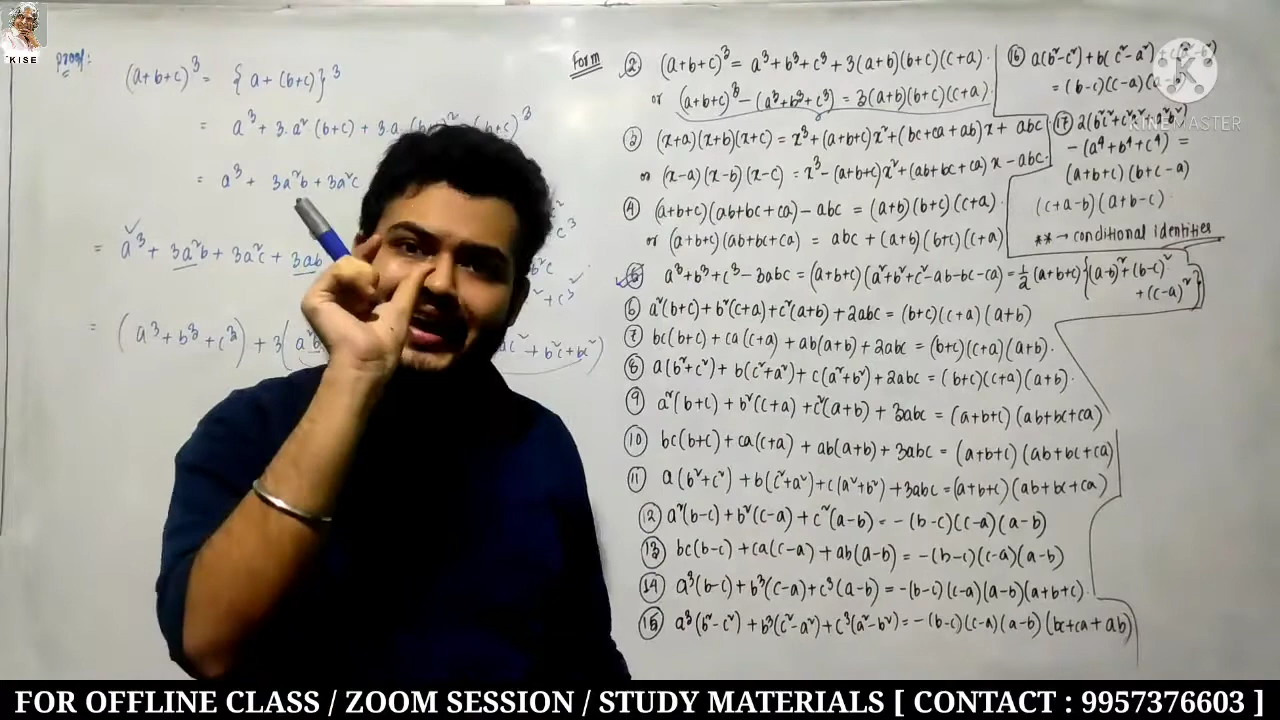 KISE
Proof:
(a+b+c)³ = {a+(b+c)}³
= a³ + 3.a²(b+c) + 3.a
= a³ + 3a²b + 3a²c
= a³ + 3a²b + 3a²c + 3ab
= (a³+b³+c³) + 3(a²b
ac² + b²c + bc²)
Form
② (a+b+c)³ = a³+b³+c³+3(a+b)(b+c)(c+a).
or (a+b+c)³-(a³+b³+c³) = 3(a+b)(b+c)(c+a)
③ (x+a)(x+b)(x+c) = x³+(a+b+c)x²+(bc+ca+ab)x + abc
or (x-a)(x-b)(x-c) = x³-(a+b+c)x²+(ab+bc+ca)x-abc.
④ (a+b+c)(ab+bc+ca)-abc = (a+b)(b+c)(c+a).
or (a+b+c)(ab+bc+ca) = abc+(a+b)(b+c)(c+a)
⑤ a³+b³+c³-3abc = (a+b+c)(a²+b²+c²-ab-bc-ca) = 1/2(a+b+c){(a-b)²+(b-c)²
+(c-a)²}
⑥ a²(b+c)+b²(c+a)+c²(a+b)+2abc = (b+c)(c+a)(a+b)
⑦ bc(b+c)+ca(c+a)+ab(a+b)+2abc = (b+c)(c+a)(a+b).
⑧ a(b²+c²)+b(c²+a²)+c(a²+b²)+2abc = (b+c)(c+a)(a+b).
⑨ a²(b+c)+b²(c+a)+c²(a+b)+3abc = (a+b+c)(ab+bc+ca)
⑩ bc(b+c)+ca(c+a)+ab(a+b)+3abc = (a+b+c)(ab+bc+ca)
⑪ a(b²+c²)+b(c²+a²)+c(a²+b²)+3abc = (a+b+c)(ab+bc+ca)
⑫ a²(b-c)+b²(c-a)+c²(a-b) = -(b-c)(c-a)(a-b)
⑬ bc(b-c)+ca(c-a)+ab(a-b) = -(b-c)(c-a)(a-b)
⑭ a³(b-c)+b³(c-a)+c³(a-b) = -(b-c)(c-a)(a-b)(a+b+c).
⑮ a³(b²-c²)+b³(c²-a²)+c³(a²-b²) = -(b-c)(c-a)(a-b)(bc+ca+ab)
⑯ a(b²-c²)+b(c²-a²)
= (b-c)(c-a)
⑰ 2(b²c²+c²a²+a²b²)
-(a⁴+b⁴+c⁴) =
(a+b+c)(b+c-a)
(c+a-b)(a+b-c).
** → conditional identities
K
KINEMASTER
FOR OFFLINE CLASS / ZOOM SESSION / STUDY MATERIALS [ CONTACT : 9957376603 ]